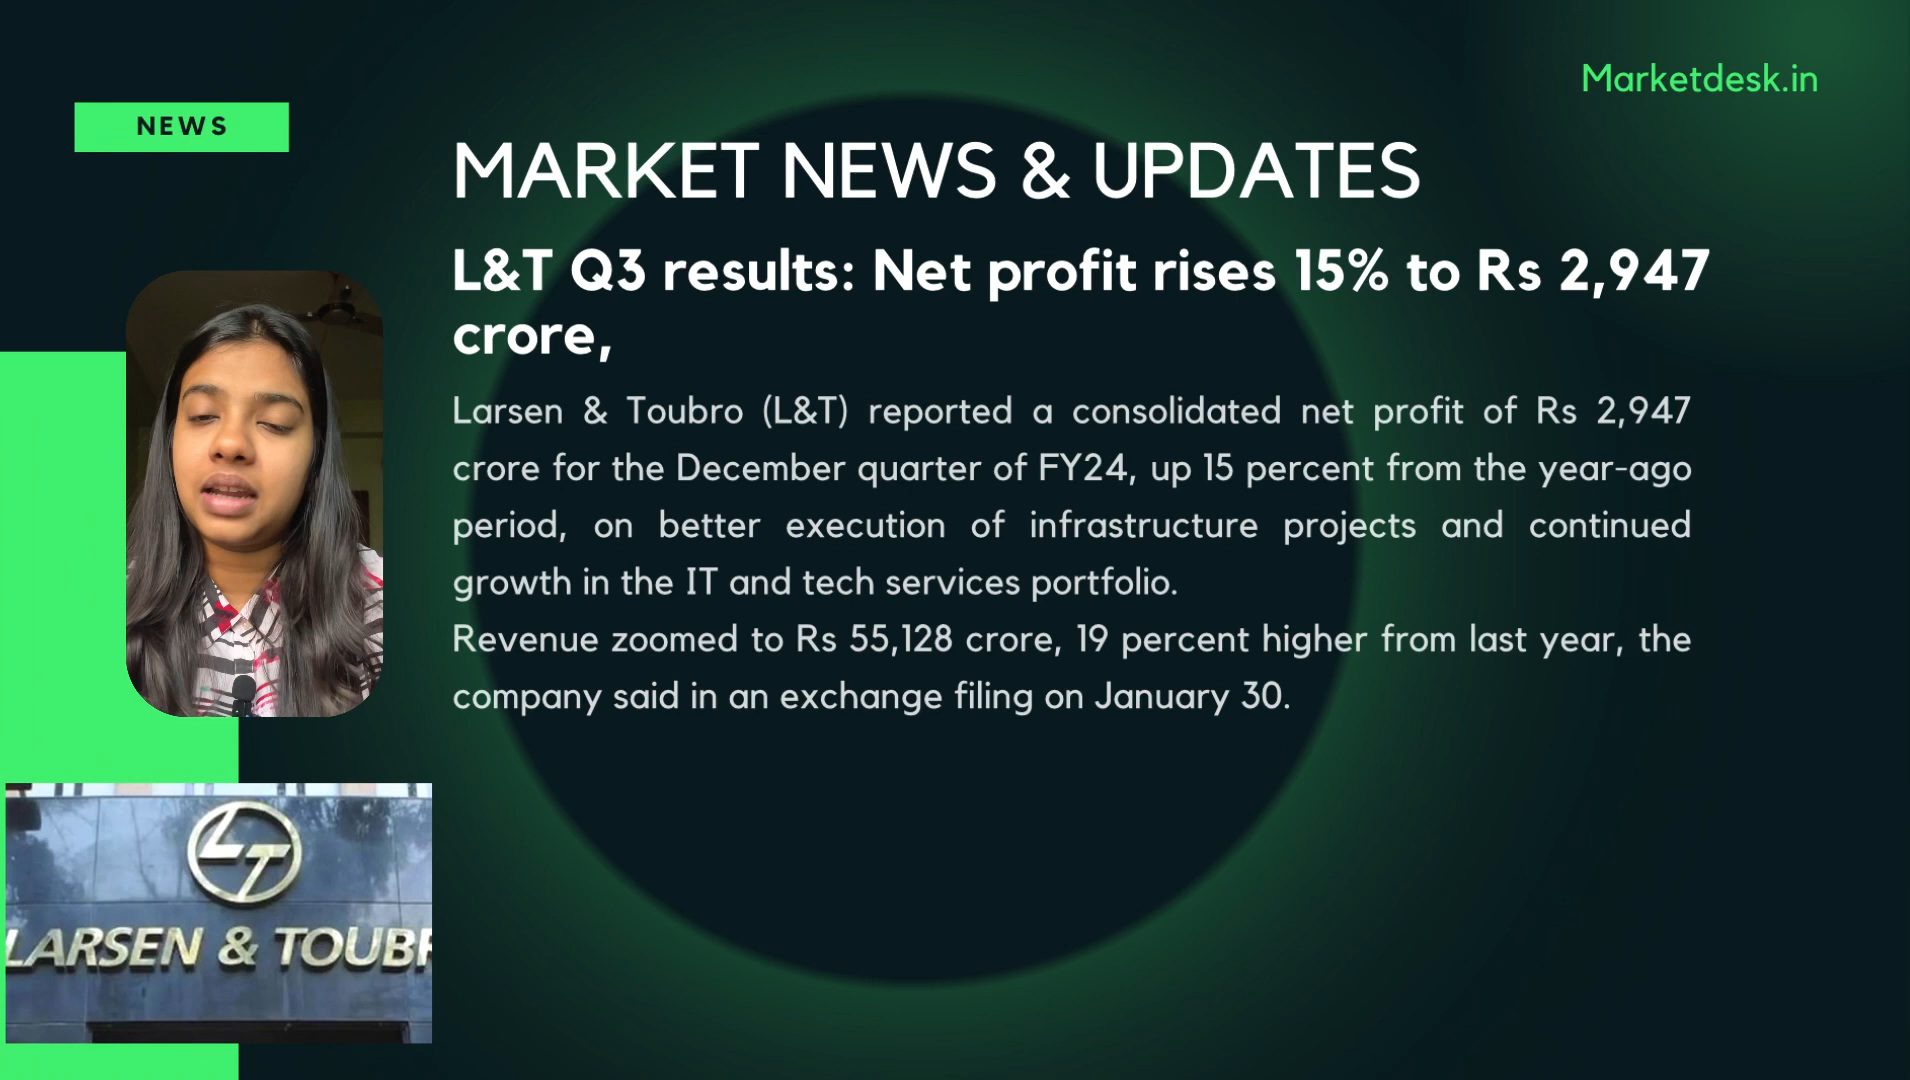 Marketdesk.in
NEWS
MARKET NEWS & UPDATES
L&T Q3 results: Net profit rises 15% to Rs 2,947
crore,
Larsen & Toubro (L&T) reported a consolidated net profit of Rs 2,947
crore for the December quarter of FY24, up 15 percent from the year-ago
period, on better execution of infrastructure projects and continued
growth in the IT and tech services portfolio.
Revenue zoomed to Rs 55,128 crore, 19 percent higher from last year, the
company said in an exchange filing on January 30.
LT
LARSEN & TOUBR